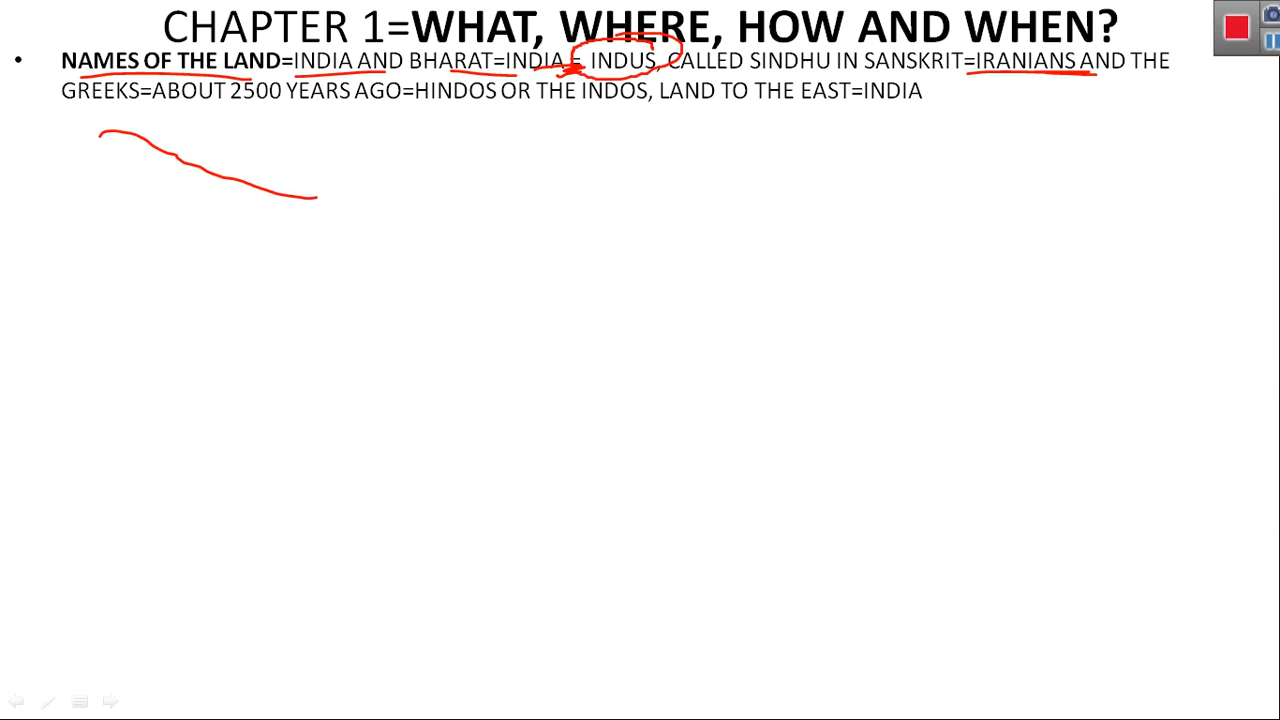 CHAPTER 1=WHAT, WHERE, HOW AND WHEN?
• NAMES OF THE LAND=INDIA AND BHARAT=INDIA = INDUS, CALLED SINDHU IN SANSKRIT=IRANIANS AND THE
GREEKS=ABOUT 2500 YEARS AGO=HINDOS OR THE INDOS, LAND TO THE EAST=INDIA